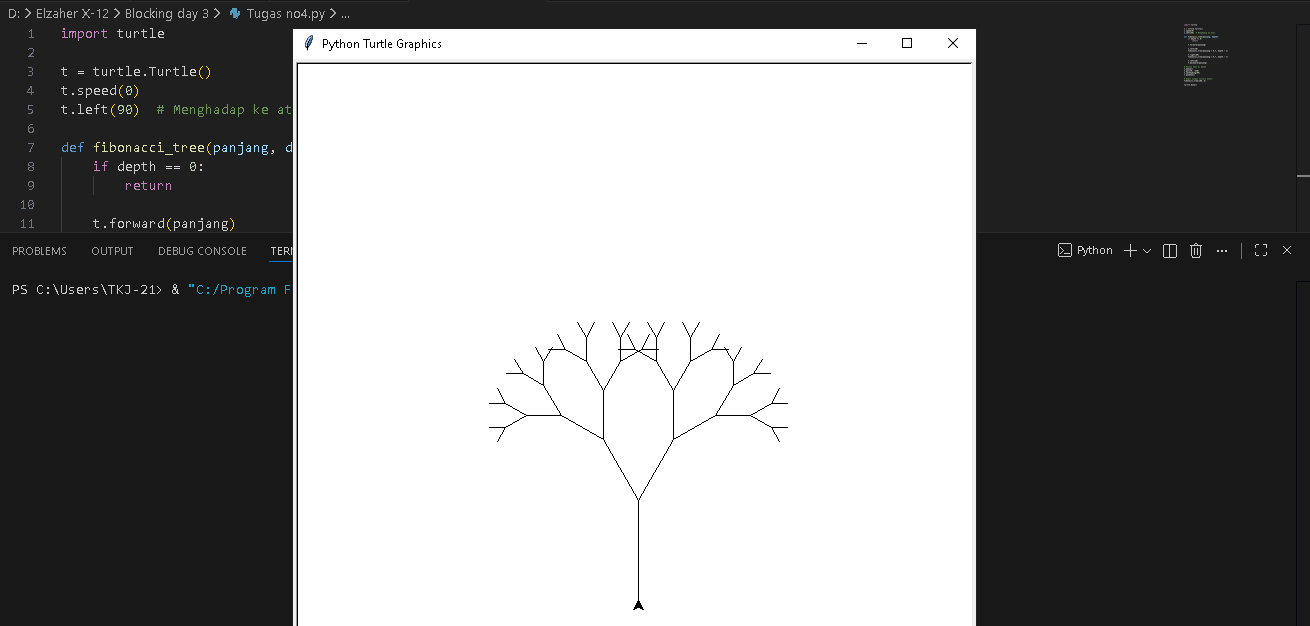 D: > Elzaher X-12 > Blocking day 3 > Tugas no4.py > ...
1 import turtle
2
3 t = turtle.Turtle()
4 t.speed(0)
5 t.left(90)  # Menghadap ke at
6
7 def fibonacci_tree(panjang, d
8 if depth == 0:
9 return
10
11 t.forward(panjang)
Python Turtle Graphics
PROBLEMS OUTPUT DEBUG CONSOLE TERM
Python
PS C:\Users\TKJ-21> & "C:/Program F